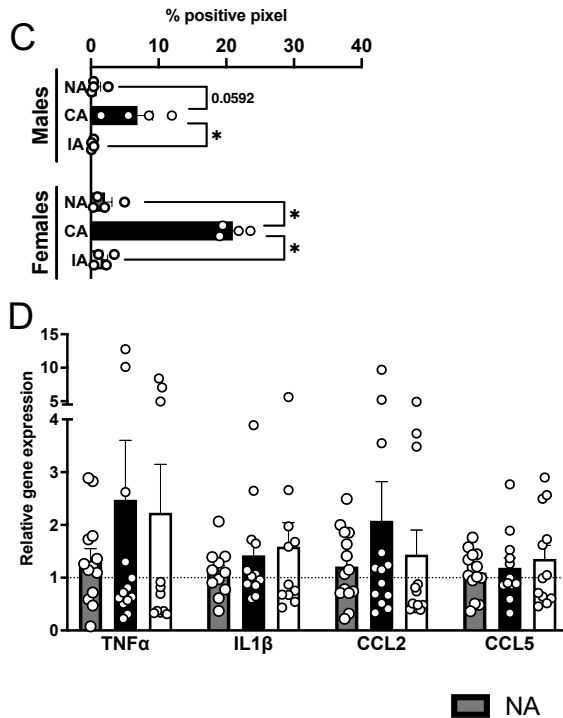 C
% positive pixel
0 10 20 30 40
Males
NA
CA
IA
0.0592
*
Females
NA
CA
IA
*
*
D
Relative gene expression
15
10
5
4
3
2
1
0
TNFα IL1β CCL2 CCL5
NA